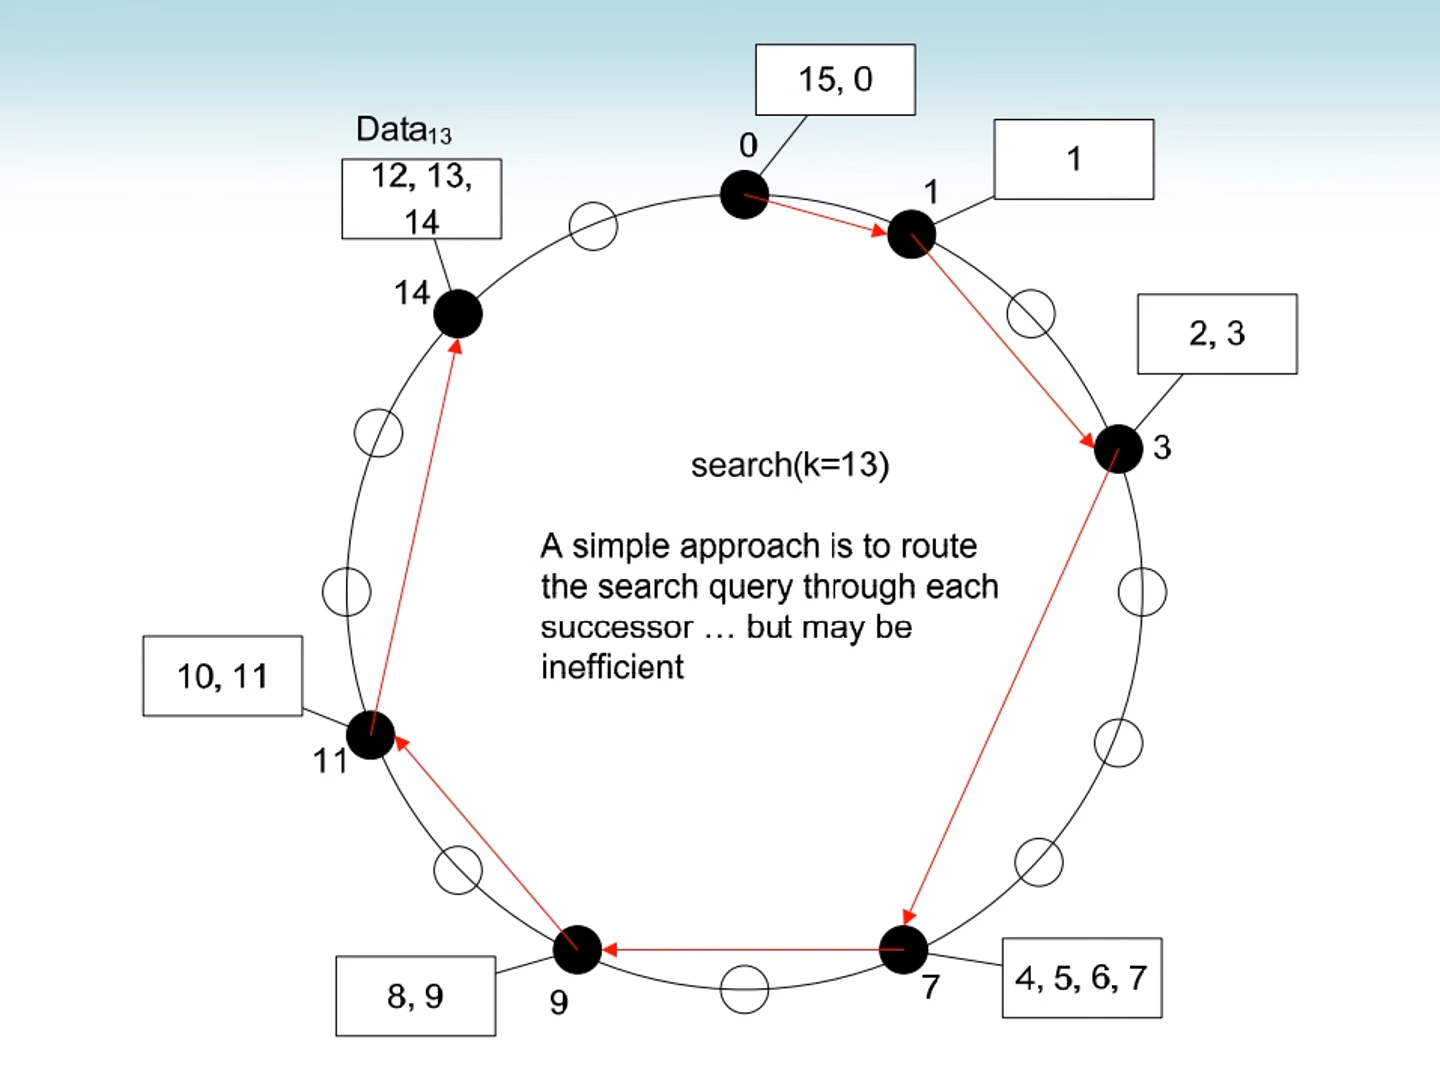 15, 0
Data13
0
1
12, 13,
14
1
14
2, 3
3
search(k=13)
A simple approach is to route
the search query through each
successor … but may be
inefficient
10, 11
11
4, 5, 6, 7
7
8, 9
9